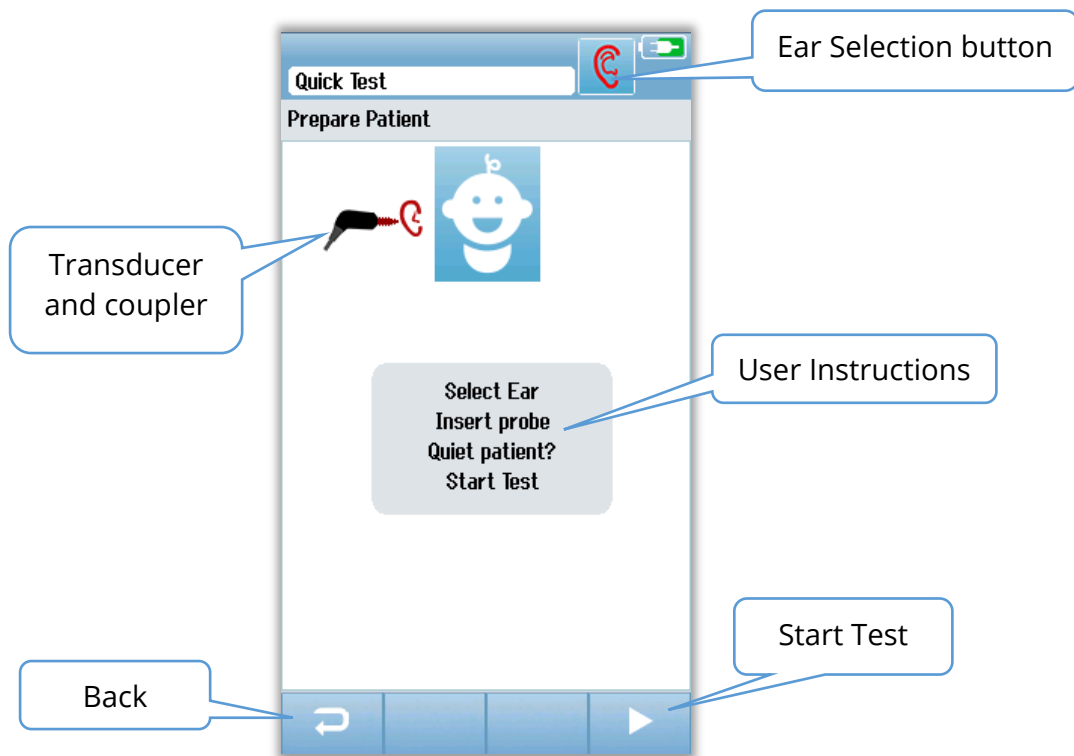 Ear Selection button
Quick Test
Prepare Patient
Transducer
and coupler
Select Ear
Insert probe
Quiet patient?
Start Test
User Instructions
Start Test
Back